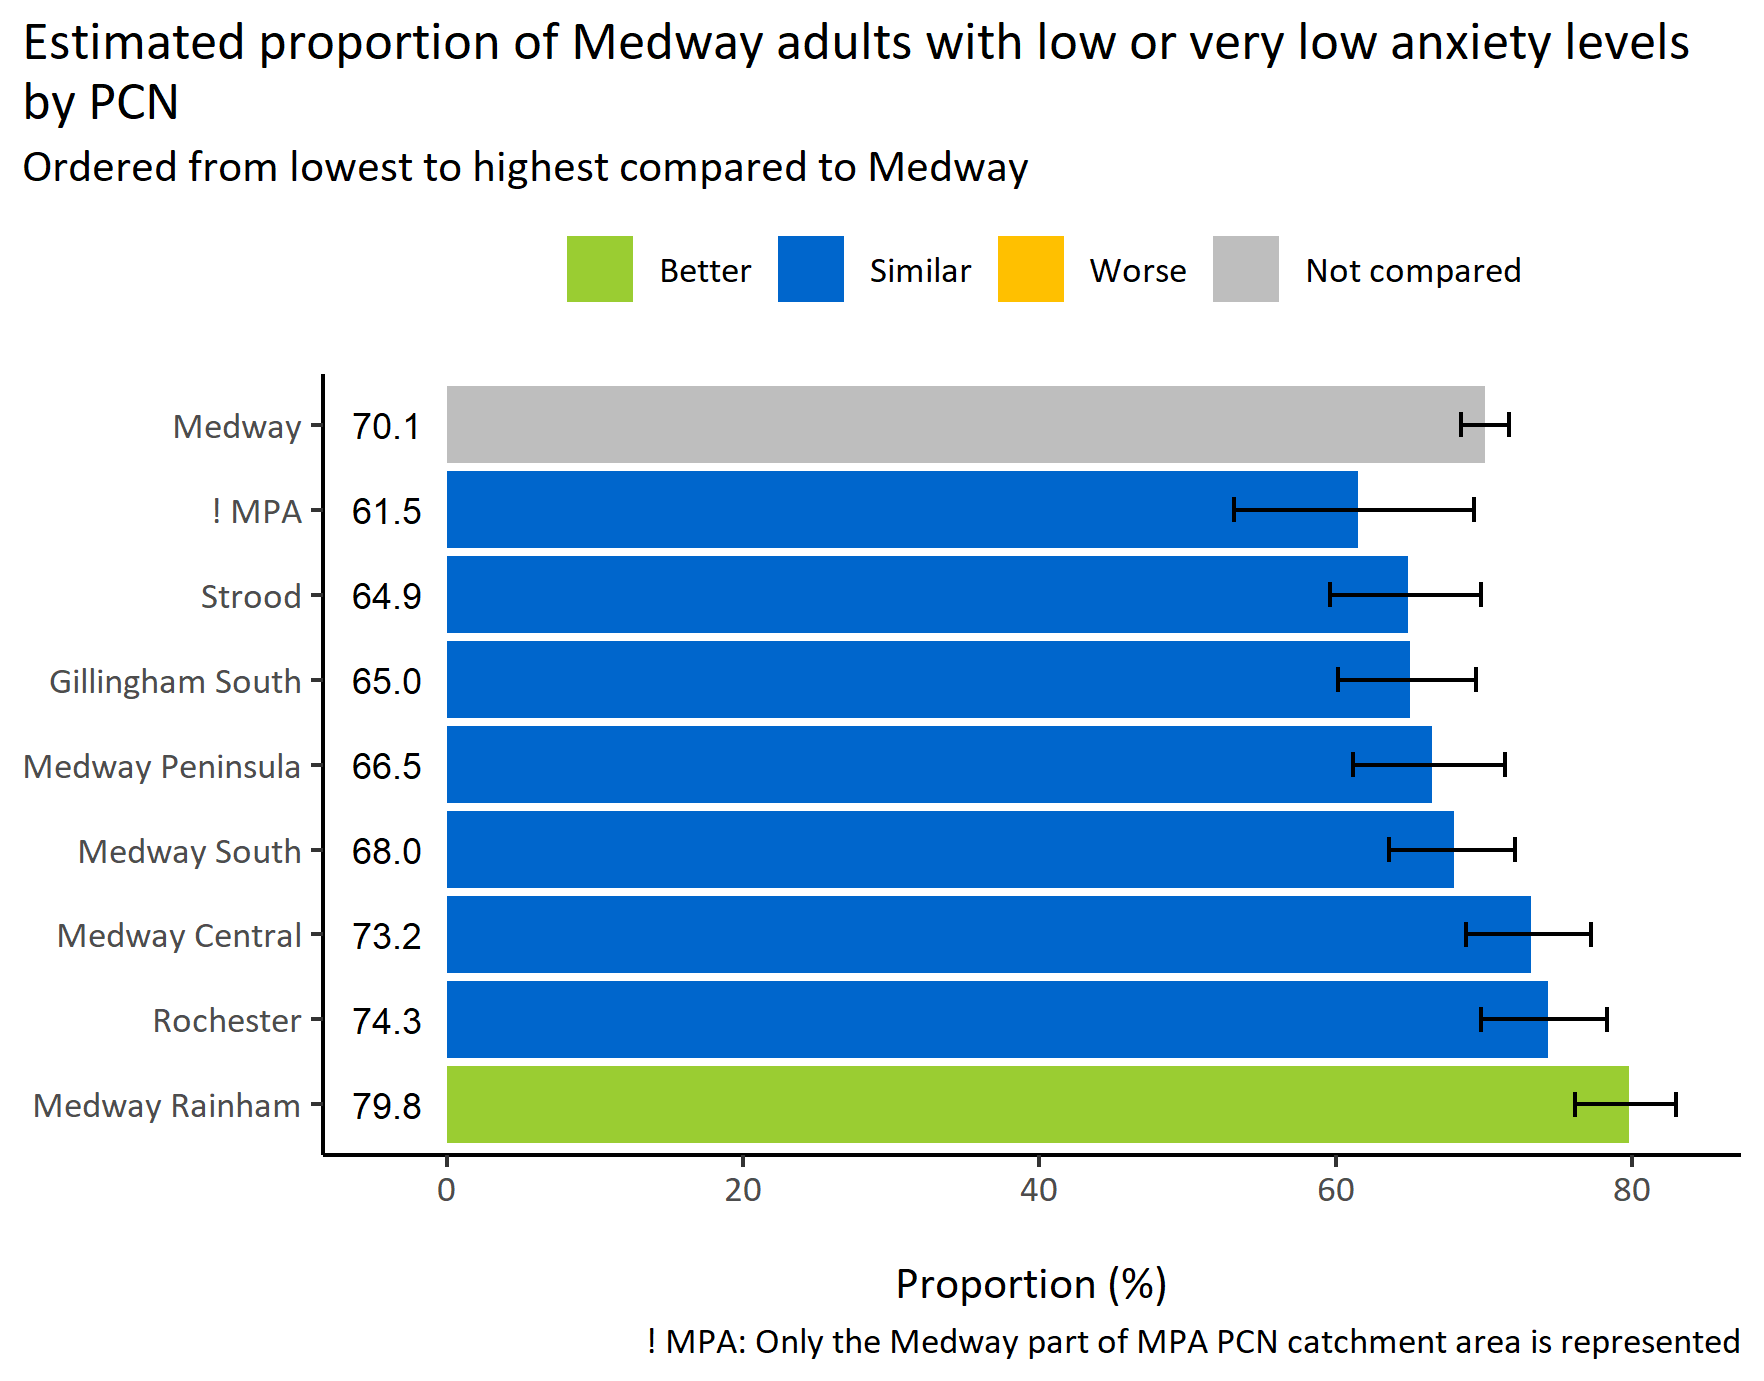 Estimated proportion of Medway adults with low or very low anxiety levels
by PCN
Ordered from lowest to highest compared to Medway
Better Similar Worse Not compared
Medway 70.1
! MPA 61.5
Strood 64.9
Gillingham South 65.0
Medway Peninsula 66.5
Medway South 68.0
Medway Central 73.2
Rochester 74.3
Medway Rainham 79.8
0 20 40 60 80
Proportion (%)
! MPA: Only the Medway part of MPA PCN catchment area is represented